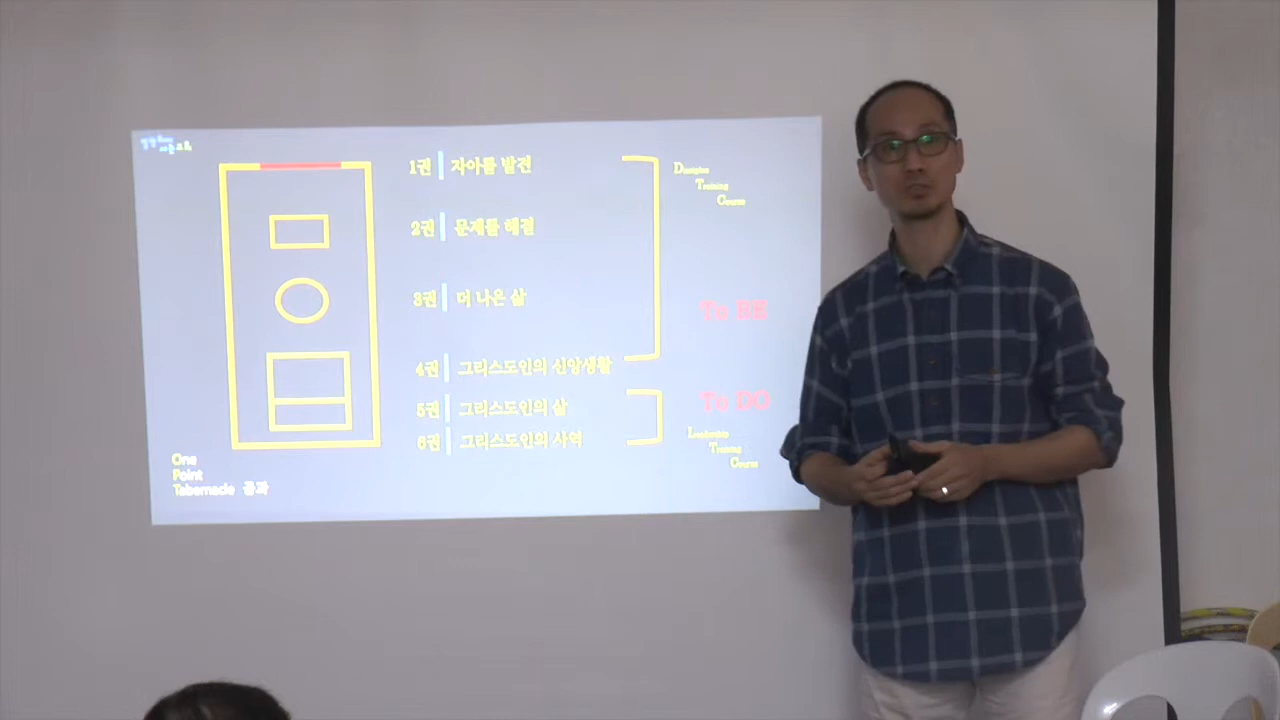 1권 자아를 발전
2권 문제를 해결
3권 더 나은 삶
4권 그리스도인의 신앙생활
5권 그리스도인의 삶
6권 그리스도인의 사역
Training
Course
To BE
To DO
Leadership
Training
Course
One
Point
Tabernacle 공과